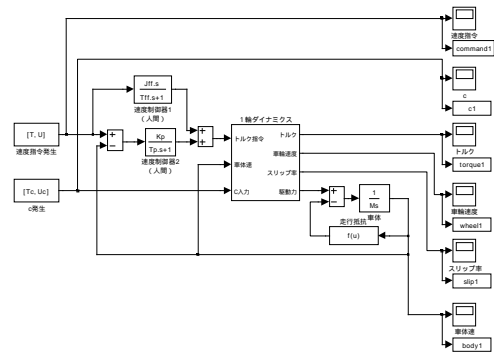 速度指令
command1
c
c1
Jff.s
Tff.s+1
速度制御器1
(人間)
[T, U]
速度指令発生
Kp
Tp.s+1
速度制御器2
(人間)
1輪ダイナミクス
トルク指令
車体速
C入力
トルク
車輪速度
スリップ率
駆動力
トルク
torque1
[Tc, Uc]
c発生
1
Ms
車体
走行抵抗
f(u)
車輪速度
wheel1
スリップ率
slip1
車体速
body1